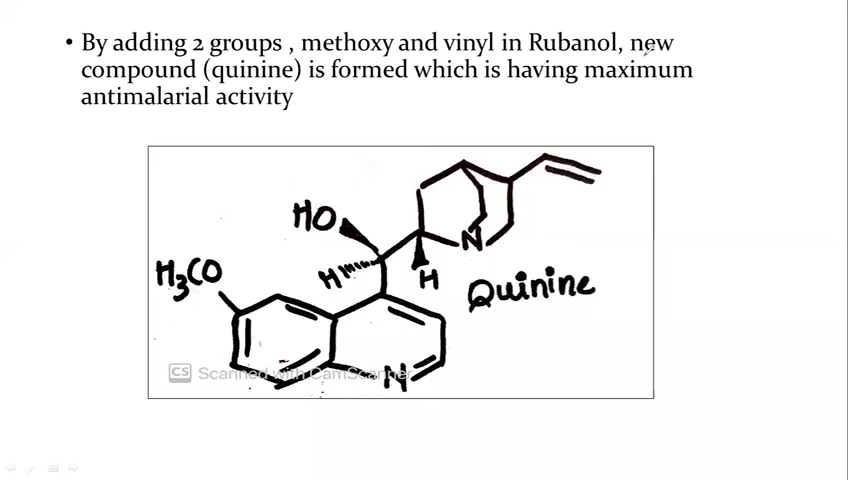 • By adding 2 groups , methoxy and vinyl in Rubanol, new
compound (quinine) is formed which is having maximum
antimalarial activity
HO
N
H₃CO
H
H
Quinine
CS Scanned with CamScanner
N